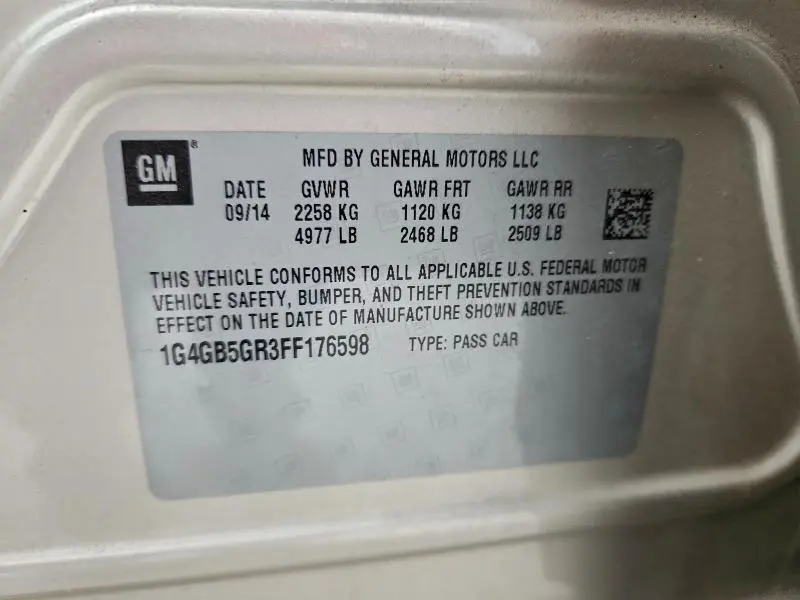 GM®
MFD BY GENERAL MOTORS LLC
DATE GVWR GAWR FRT GAWR RR
09/14 2258 KG 1120 KG 1138 KG
4977 LB 2468 LB 2509 LB
THIS VEHICLE CONFORMS TO ALL APPLICABLE U.S. FEDERAL MOTOR
VEHICLE SAFETY, BUMPER, AND THEFT PREVENTION STANDARDS IN
EFFECT ON THE DATE OF MANUFACTURE SHOWN ABOVE.
1G4GB5GR3FF176598 TYPE: PASS CAR